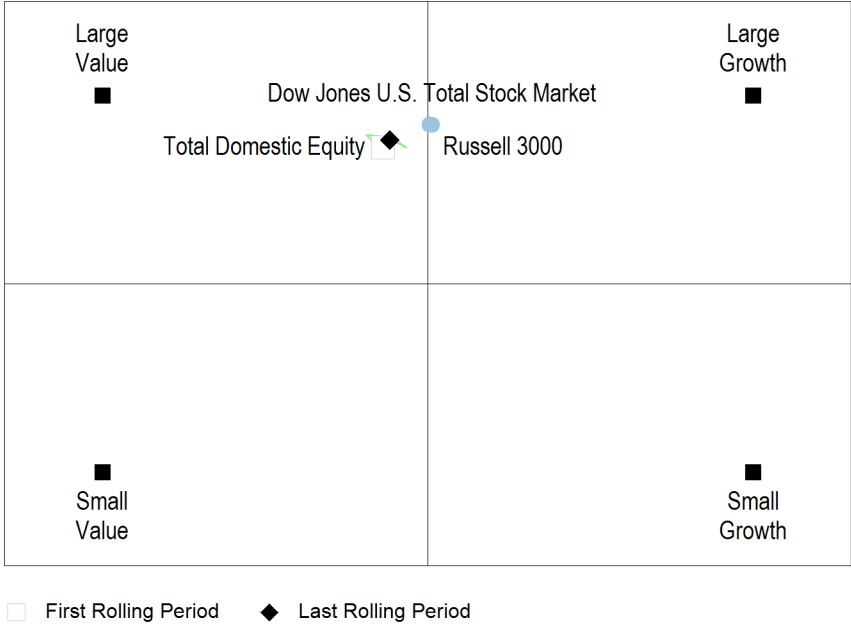 Large
Value
Large
Growth
Dow Jones U.S. Total Stock Market
Total Domestic Equity
Russell 3000
Small
Value
Small
Growth
First Rolling Period
Last Rolling Period